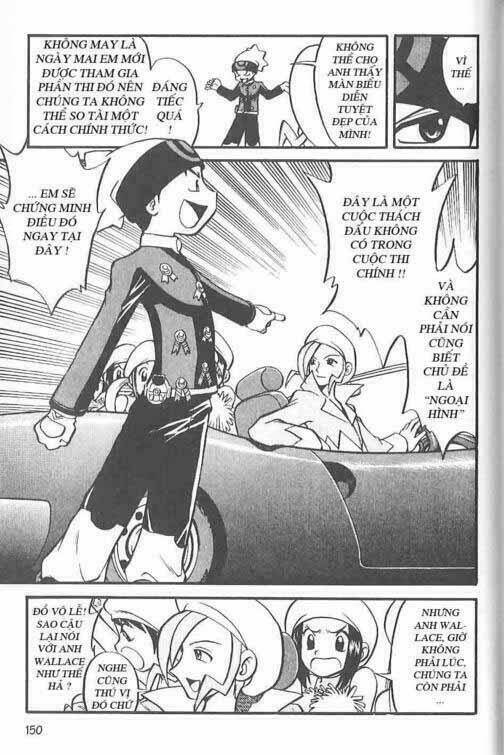 VÌ
THẾ
...
KHÔNG
THỂ CHO
ANH THẤY
MÀN BIỂU
DIỄN
TUYỆT
ĐẸP CỦA
MÌNH!
ĐÁNG
TIẾC
QUÁ !
KHÔNG MAY LÀ
NGÀY MAI EM MỚI
ĐƯỢC THAM GIA
PHẦN THI ĐÓ NÊN
CHÚNG TA KHÔNG
THỂ SO TÀI MỘT
CÁCH CHÍNH THỨC!
... EM SẼ
CHỨNG MINH
ĐIỀU ĐÓ
NGAY TẠI
ĐÂY !
ĐÂY LÀ MỘT
CUỘC THÁCH
ĐẤU KHÔNG
CÓ TRONG
CUỘC THI
CHÍNH !!
VÀ
KHÔNG
CẦN
PHẢI NÓI
CŨNG
BIẾT
CHỦ ĐỀ
LÀ
"NGOẠI
HÌNH"
NHƯNG
ANH WAL-
LACE, GIỜ
KHÔNG
PHẢI LÚC,
CHÚNG TA
CÒN PHẢI
...
NGHE
CŨNG
THÚ VỊ
ĐÓ CHỨ
ĐỒ VÔ LỄ!
SAO CẬU
LẠI NÓI
VỚI ANH
WALLACE
NHƯ THẾ
HẢ ?
150